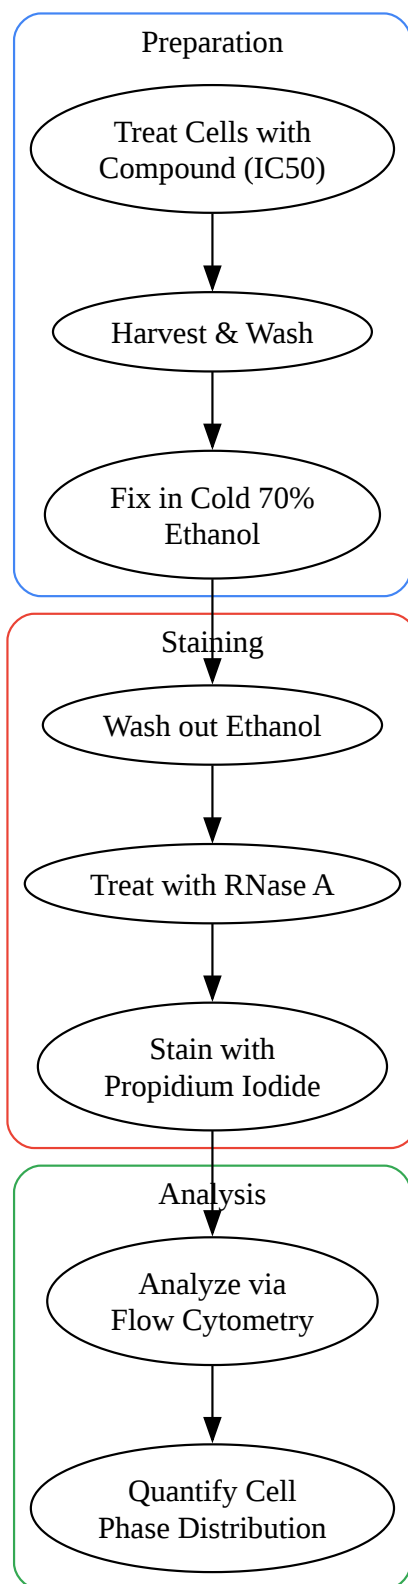 Preparation
Treat Cells with
Compound (IC50)
Harvest & Wash
Fix in Cold 70%
Ethanol
Staining
Wash out Ethanol
Treat with RNase A
Stain with
Propidium Iodide
Analysis
Analyze via
Flow Cytometry
Quantify Cell
Phase Distribution